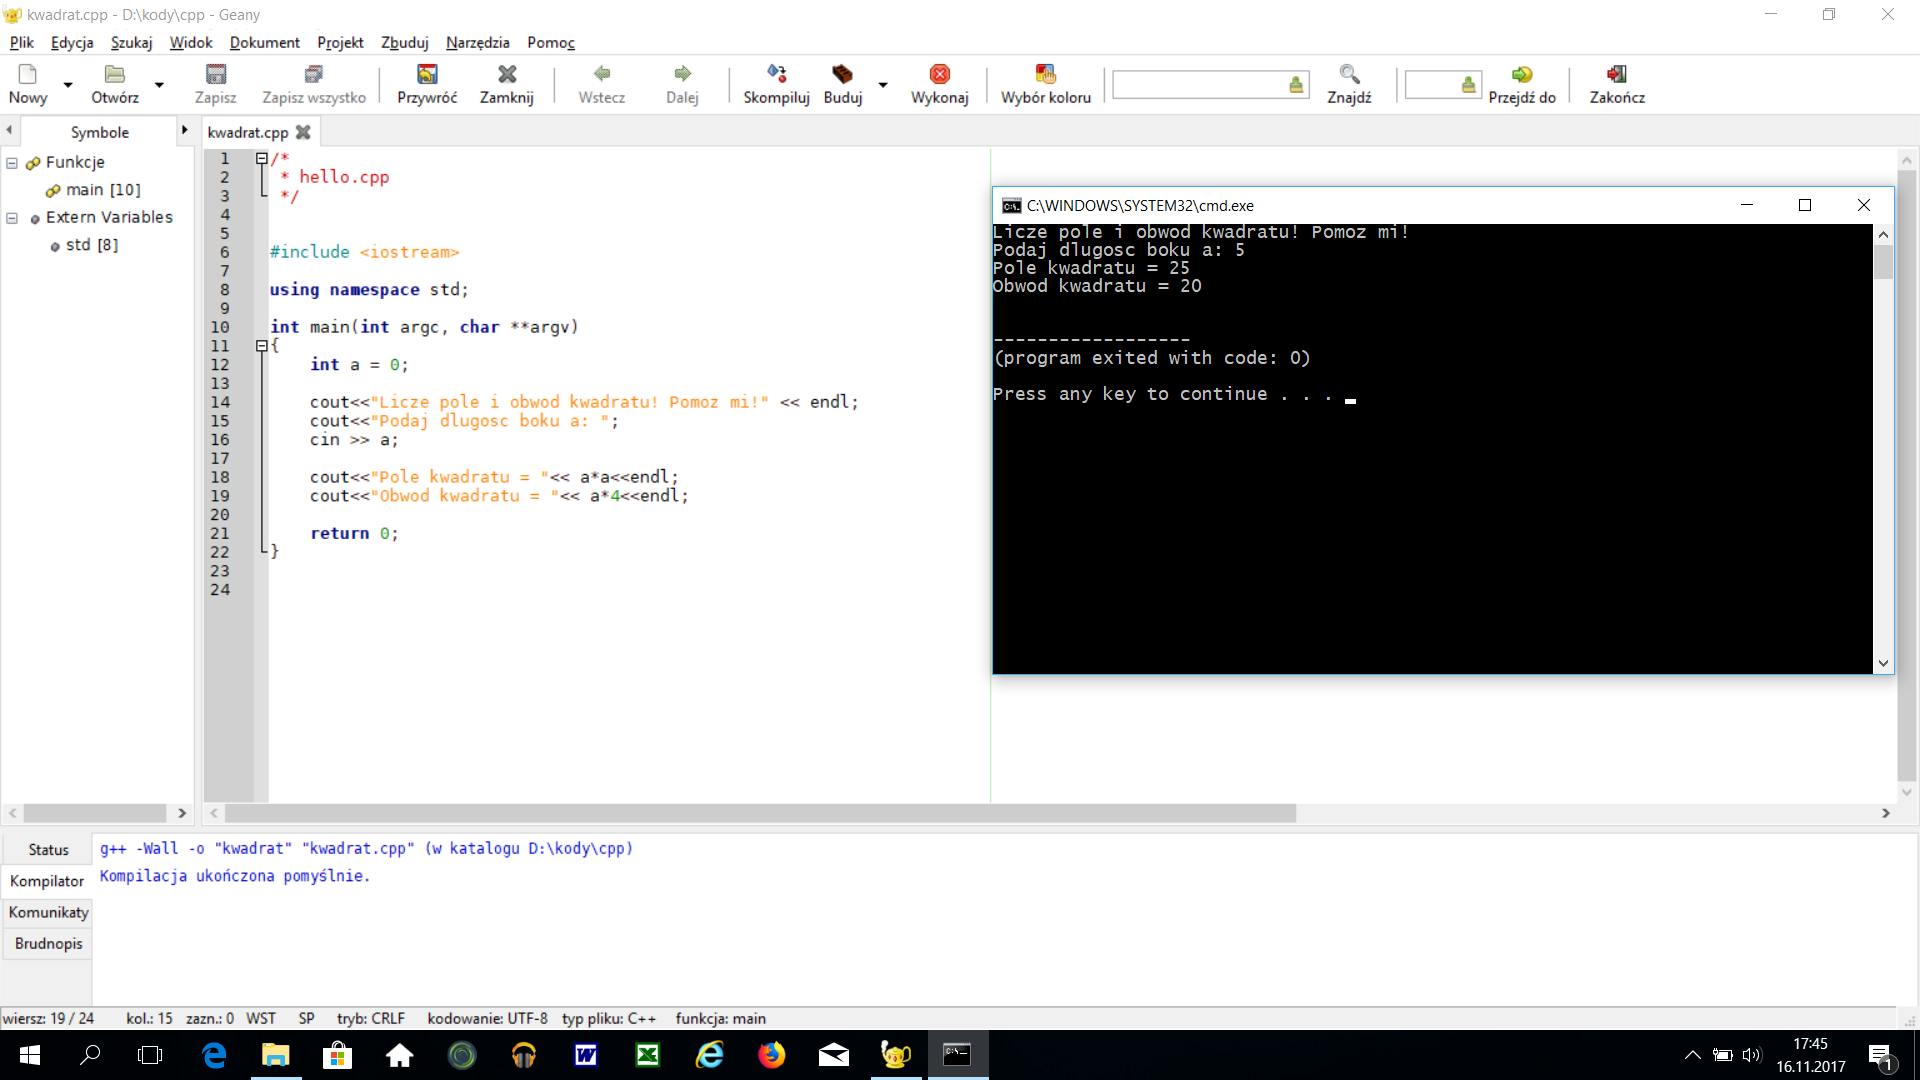 kwadrat.cpp - D:\kody\cpp - Geany
Plik Edycja Szukaj Widok Dokument Projekt Zbuduj Narzędzia Pomoc
Nowy Otwórz Zapisz Zapisz wszystko Przywróć Zamknij Wstecz Dalej Skompiluj Buduj Wykonaj Wybór koloru Znajdź Przejdź do Zakończ
Symbole
Funkcje
main [10]
Extern Variables
std [8]
kwadrat.cpp
1 /*
2 * hello.cpp
3 */
4
5
6 #include <iostream>
7
8 using namespace std;
9
10 int main(int argc, char **argv)
11 {
12 int a = 0;
13
14 cout<<"Licze pole i obwod kwadratu! Pomoz mi!" << endl;
15 cout<<"Podaj dlugosc boku a: ";
16 cin >> a;
17
18 cout<<"Pole kwadratu = "<< a*a<<endl;
19 cout<<"Obwod kwadratu = "<< a*4<<endl;
20
21 return 0;
22 }
23
24
C:\WINDOWS\SYSTEM32\cmd.exe
Licze pole i obwod kwadratu! Pomoz mi!
Podaj dlugosc boku a: 5
Pole kwadratu = 25
Obwod kwadratu = 20
------------------
(program exited with code: 0)
Press any key to continue . . .
Status
Kompilator
Komunikaty
Brudnopis
g++ -Wall -o "kwadrat" "kwadrat.cpp" (w katalogu D:\kody\cpp)
Kompilacja ukończona pomyślnie.
wiersz: 19 / 24 kol.: 15 zazn.: 0 WST SP tryb: CRLF kodowanie: UTF-8 typ pliku: C++ funkcja: main
17:45
16.11.2017
1